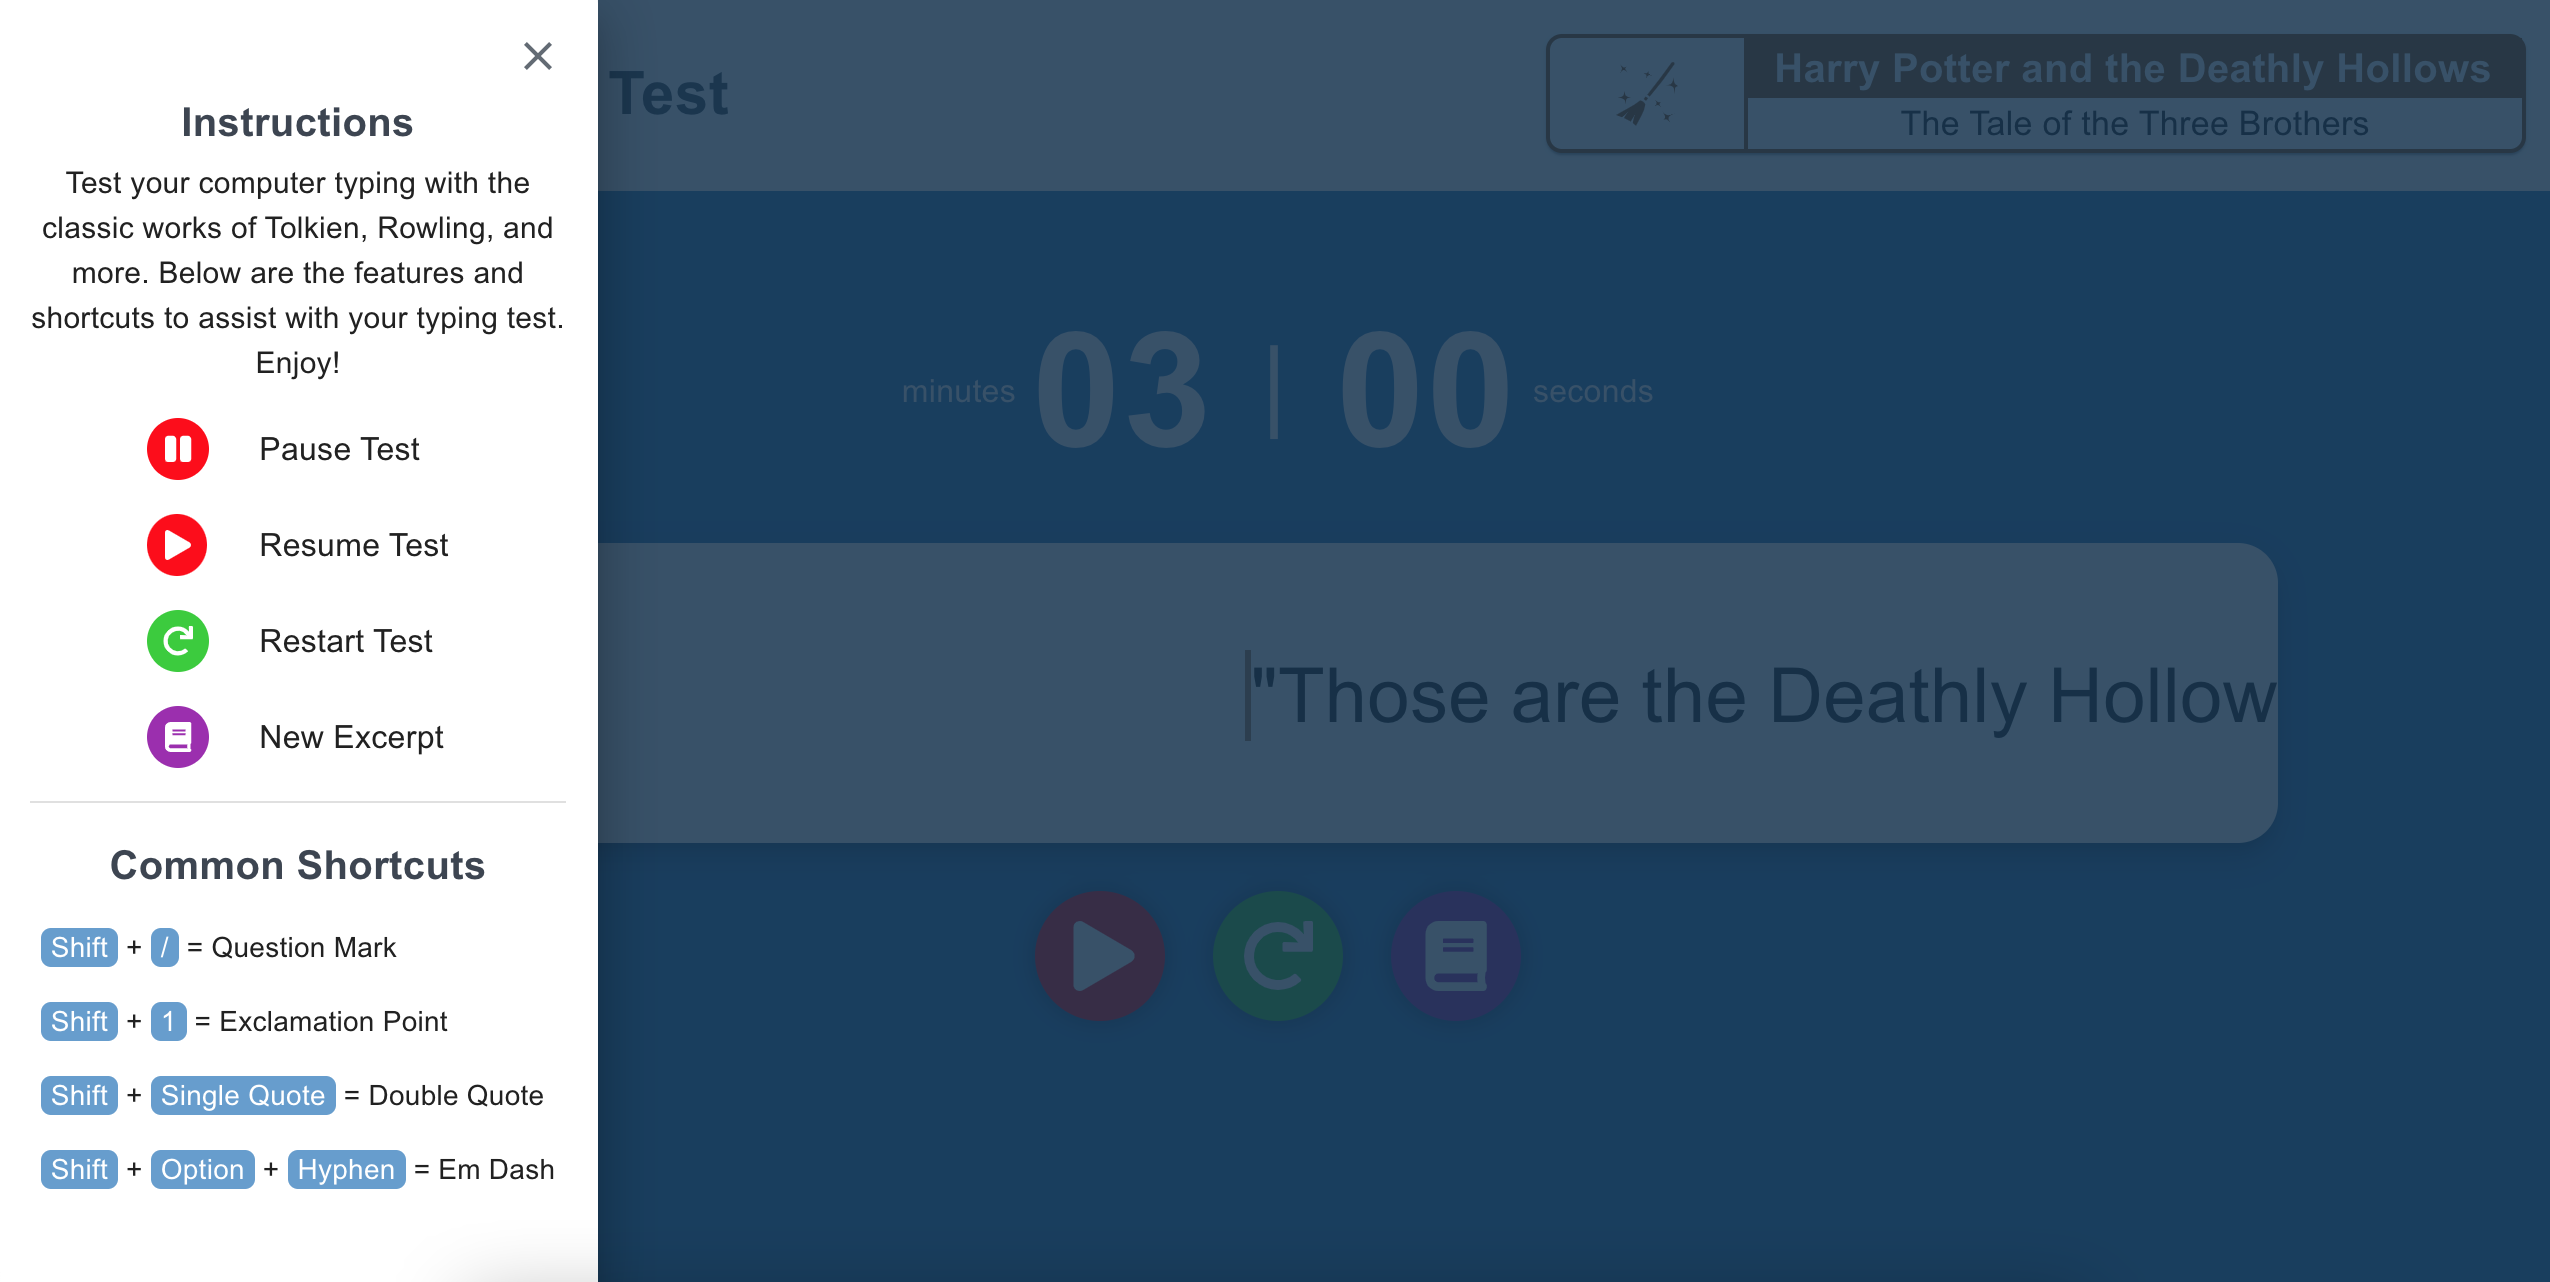 Instructions
Test your computer typing with the
classic works of Tolkien, Rowling, and
more. Below are the features and
shortcuts to assist with your typing test.
Enjoy!
Pause Test
Resume Test
Restart Test
New Excerpt
Common Shortcuts
Shift + / = Question Mark
Shift + 1 = Exclamation Point
Shift + Single Quote = Double Quote
Shift + Option + Hyphen = Em Dash
Test
Harry Potter and the Deathly Hollows
The Tale of the Three Brothers
minutes 03 | 00 seconds
"Those are the Deathly Hollow